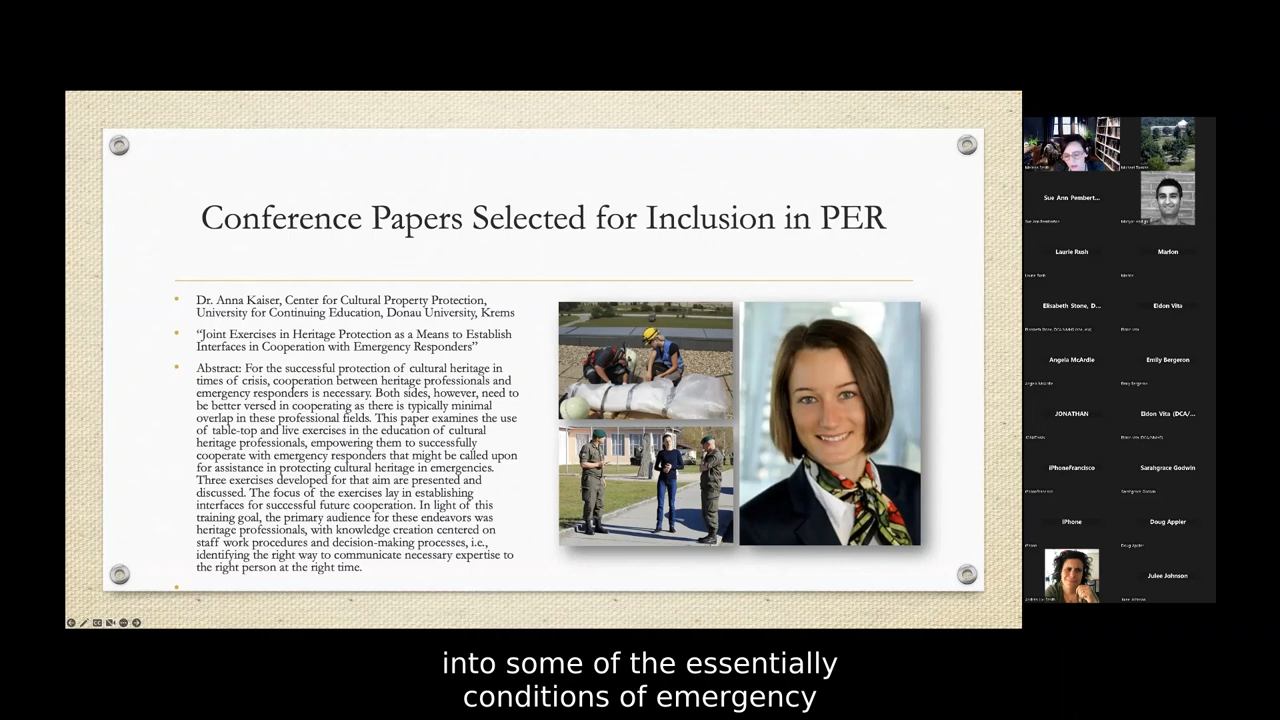 Conference Papers Selected for Inclusion in PER
Dr. Anna Kaiser, Center for Cultural Property Protection,
University for Continuing Education, Donau University, Krems
“Joint Exercises in Heritage Protection as a Means to Establish
Interfaces in Cooperation with Emergency Responders”
Abstract: For the successful protection of cultural heritage in
times of crisis, cooperation between heritage professionals and
emergency responders is necessary. Both sides, however, need to
be better versed in cooperating as there is typically minimal
overlap in these professional fields. This paper examines the use
of table-top and live exercises in the education of cultural
heritage professionals, empowering them to successfully
cooperate with emergency responders that might be called upon
for assistance in protecting cultural heritage in emergencies.
Three exercises developed for that aim are presented and
discussed. The focus of the exercises lay in establishing
interfaces for successful future cooperation. In light of this
training goal, the primary audience for these endeavors was
heritage professionals, with knowledge creation centered on
staff work procedures and decision-making processes, i.e.,
identifying the right way to communicate necessary expertise to
the right person at the right time.
Sue Ann Pembert...
Laurie Rush
Marlon
Elisabeth Stone, D...
Eldon Vita
Angela McArdle
Emily Bergeron
JONATHAN
Eldon Vita (DCA/...
iPhoneFrancisco
Sarahgrace Godwin
iPhone
Doug Appler
Julee Johnson
into some of the essentially
conditions of emergency